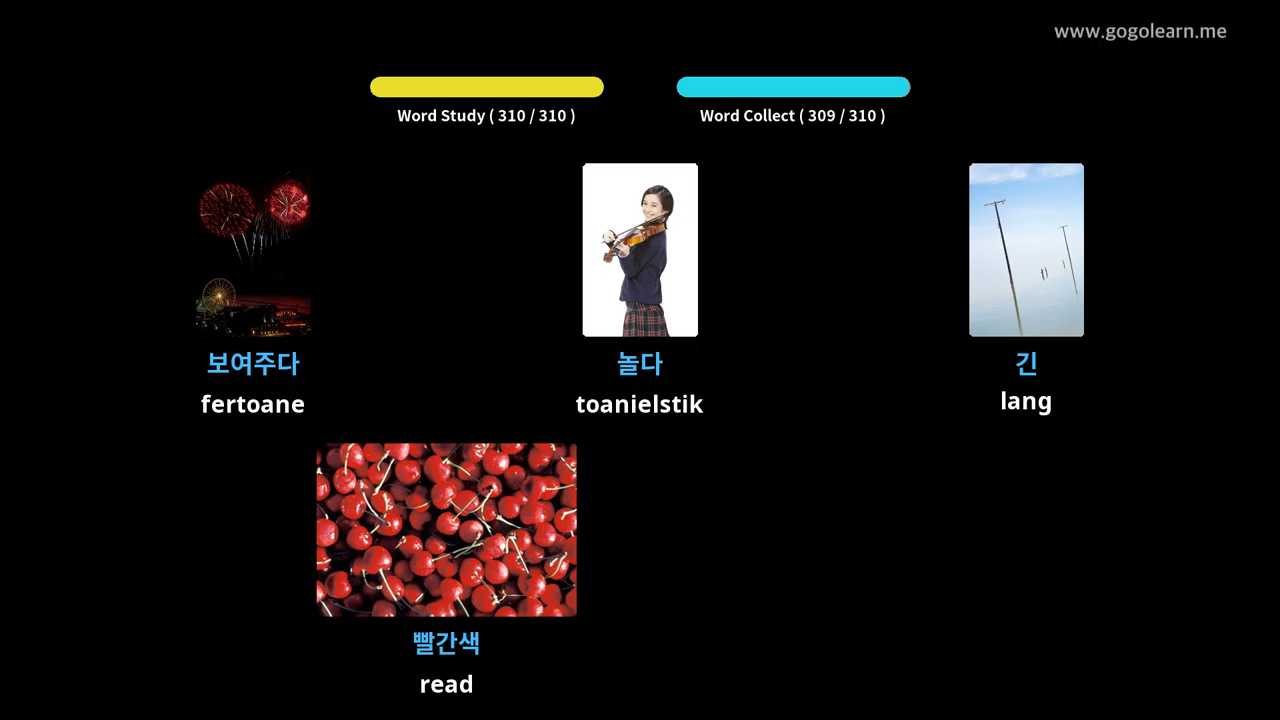 www.gogolearn.me
Word Study ( 310 / 310 )
Word Collect ( 309 / 310 )
보여주다
fertoane
놀다
toanielstik
긴
lang
빨간색
read